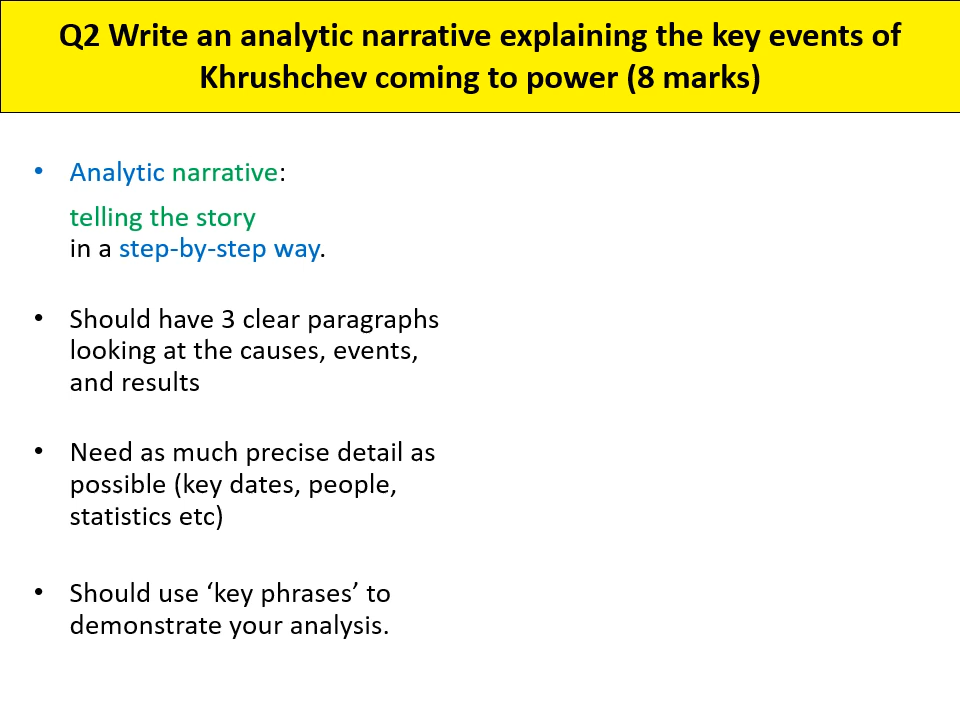 Q2 Write an analytic narrative explaining the key events of
Khrushchev coming to power (8 marks)
• Analytic narrative:
telling the story
in a step-by-step way.
• Should have 3 clear paragraphs
looking at the causes, events,
and results
• Need as much precise detail as
possible (key dates, people,
statistics etc)
• Should use ‘key phrases’ to
demonstrate your analysis.